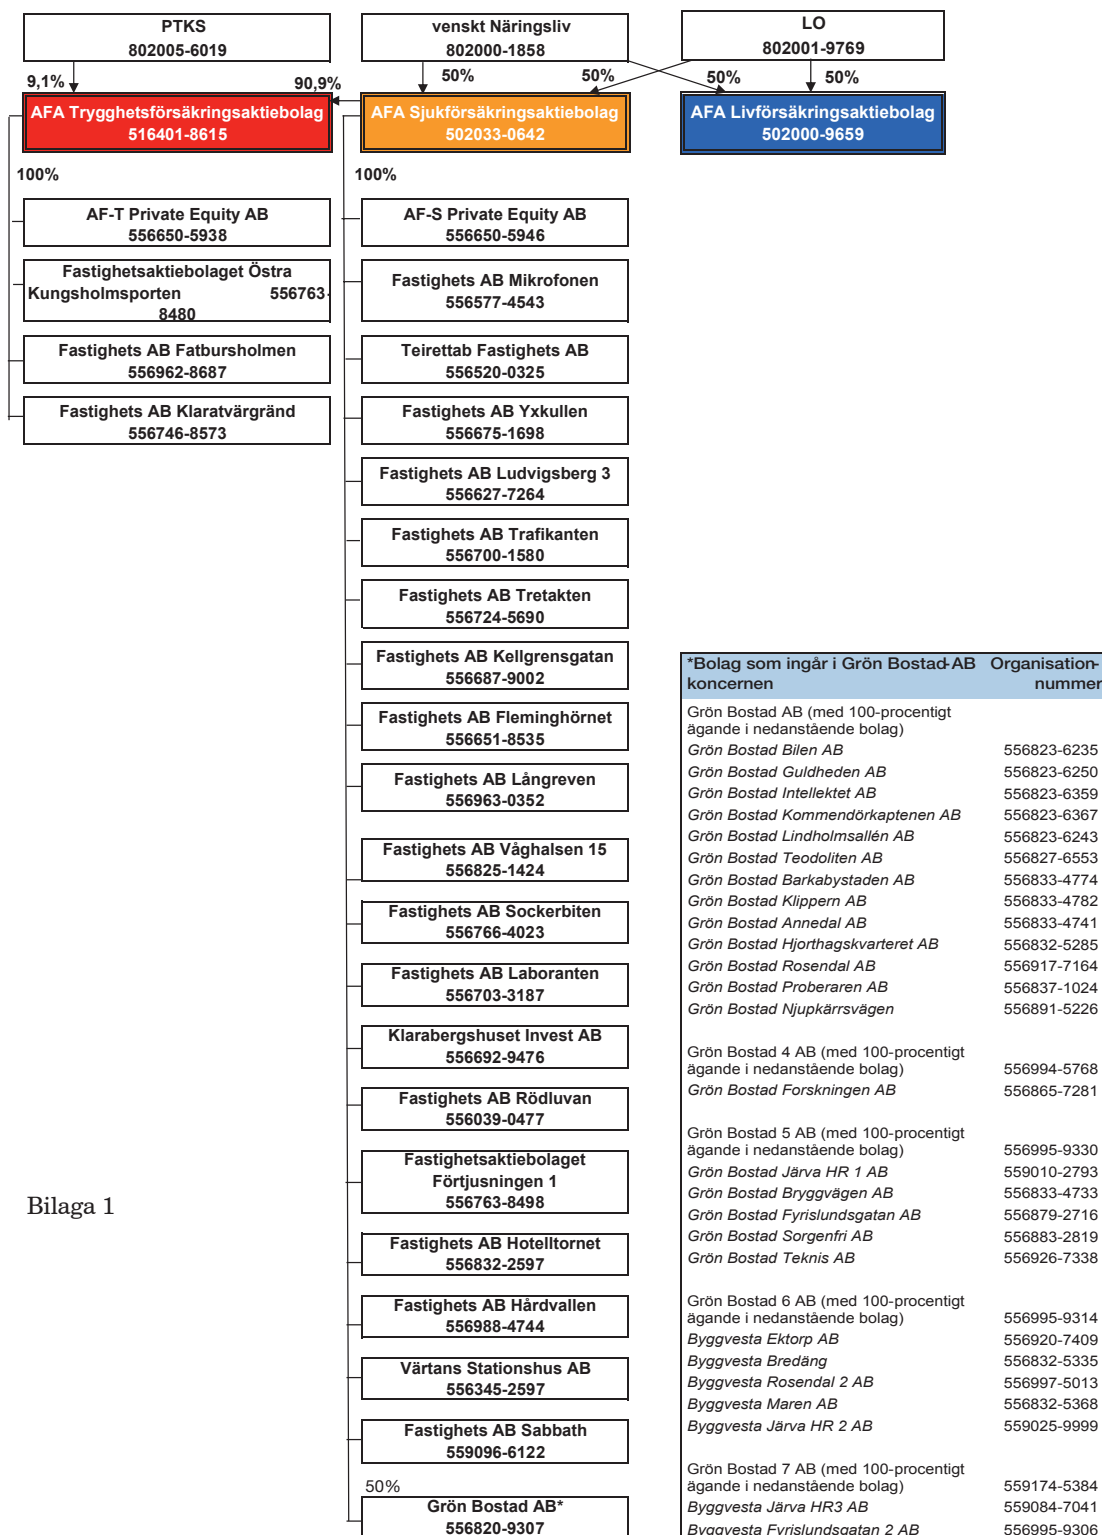 PTKS
802005-6019
venskt Näringsliv
802000-1858
LO
802001-9769
9,1%
90,9%
50%
50%
50%
50%
AFA Trygghetsförsäkringsaktiebolag
516401-8615
AFA Sjukförsäkringsaktiebolag
502033-0642
AFA Livförsäkringsaktiebolag
502000-9659
100%
AF-T Private Equity AB
556650-5938
Fastighetsaktiebolaget Östra
Kungsholmsporten 556763-
8480
Fastighets AB Fatbursholmen
556962-8687
Fastighets AB Klaratvärgränd
556746-8573
100%
AF-S Private Equity AB
556650-5946
Fastighets AB Mikrofonen
556577-4543
Teirettab Fastighets AB
556520-0325
Fastighets AB Yxkullen
556675-1698
Fastighets AB Ludvigsberg 3
556627-7264
Fastighets AB Trafikanten
556700-1580
Fastighets AB Tretakten
556724-5690
Fastighets AB Kellgrensgatan
556687-9002
Fastighets AB Fleminghörnet
556651-8535
Fastighets AB Långreven
556963-0352
Fastighets AB Våghalsen 15
556825-1424
Fastighets AB Sockerbiten
556766-4023
Fastighets AB Laboranten
556703-3187
Klarabergshuset Invest AB
556692-9476
Fastighets AB Rödluvan
556039-0477
Fastighetsaktiebolaget
Förtjusningen 1
556763-8498
Fastighets AB Hotelltornet
556832-2597
Fastighets AB Hårdvallen
556988-4744
Värtans Stationshus AB
556345-2597
Fastighets AB Sabbath
559096-6122
50%
Grön Bostad AB*
556820-9307
Bilaga 1
*Bolag som ingår i Grön Bostad-AB Organisation-
koncernen nummer
Grön Bostad AB (med 100-procentigt
ägande i nedanstående bolag)
Grön Bostad Bilen AB 556823-6235
Grön Bostad Guldheden AB 556823-6250
Grön Bostad Intellektet AB 556823-6359
Grön Bostad Kommendörkaptenen AB 556823-6367
Grön Bostad Lindholmsallén AB 556823-6243
Grön Bostad Teodoliten AB 556827-6553
Grön Bostad Barkabystaden AB 556833-4774
Grön Bostad Klippern AB 556833-4782
Grön Bostad Annedal AB 556833-4741
Grön Bostad Hjorthagskvarteret AB 556832-5285
Grön Bostad Rosendal AB 556917-7164
Grön Bostad Proberaren AB 556837-1024
Grön Bostad Njupkärrsvägen 556891-5226
Grön Bostad 4 AB (med 100-procentigt
ägande i nedanstående bolag) 556994-5768
Grön Bostad Forskningen AB 556865-7281
Grön Bostad 5 AB (med 100-procentigt
ägande i nedanstående bolag) 556995-9330
Grön Bostad Järva HR 1 AB 559010-2793
Grön Bostad Bryggvägen AB 556833-4733
Grön Bostad Fyrislundsgatan AB 556879-2716
Grön Bostad Sorgenfri AB 556883-2819
Grön Bostad Teknis AB 556926-7338
Grön Bostad 6 AB (med 100-procentigt
ägande i nedanstående bolag) 556995-9314
Byggvesta Ektorp AB 556920-7409
Byggvesta Bredäng 556832-5335
Byggvesta Rosendal 2 AB 556997-5013
Byggvesta Maren AB 556832-5368
Byggvesta Järva HR 2 AB 559025-9999
Grön Bostad 7 AB (med 100-procentigt
ägande i nedanstående bolag) 559174-5384
Byggvesta Järva HR3 AB 559084-7041
Byggvesta Fyrislundsgatan 2 AB 556995-9306